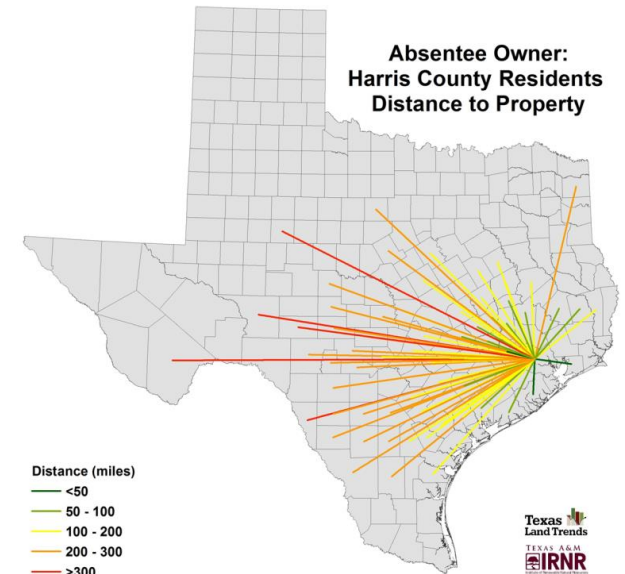 Absentee Owner:
Harris County Residents
Distance to Property
Distance (miles)
<50
50 - 100
100 - 200
200 - 300
>300
Texas
Land Trends
TEXAS A&M
IRNR